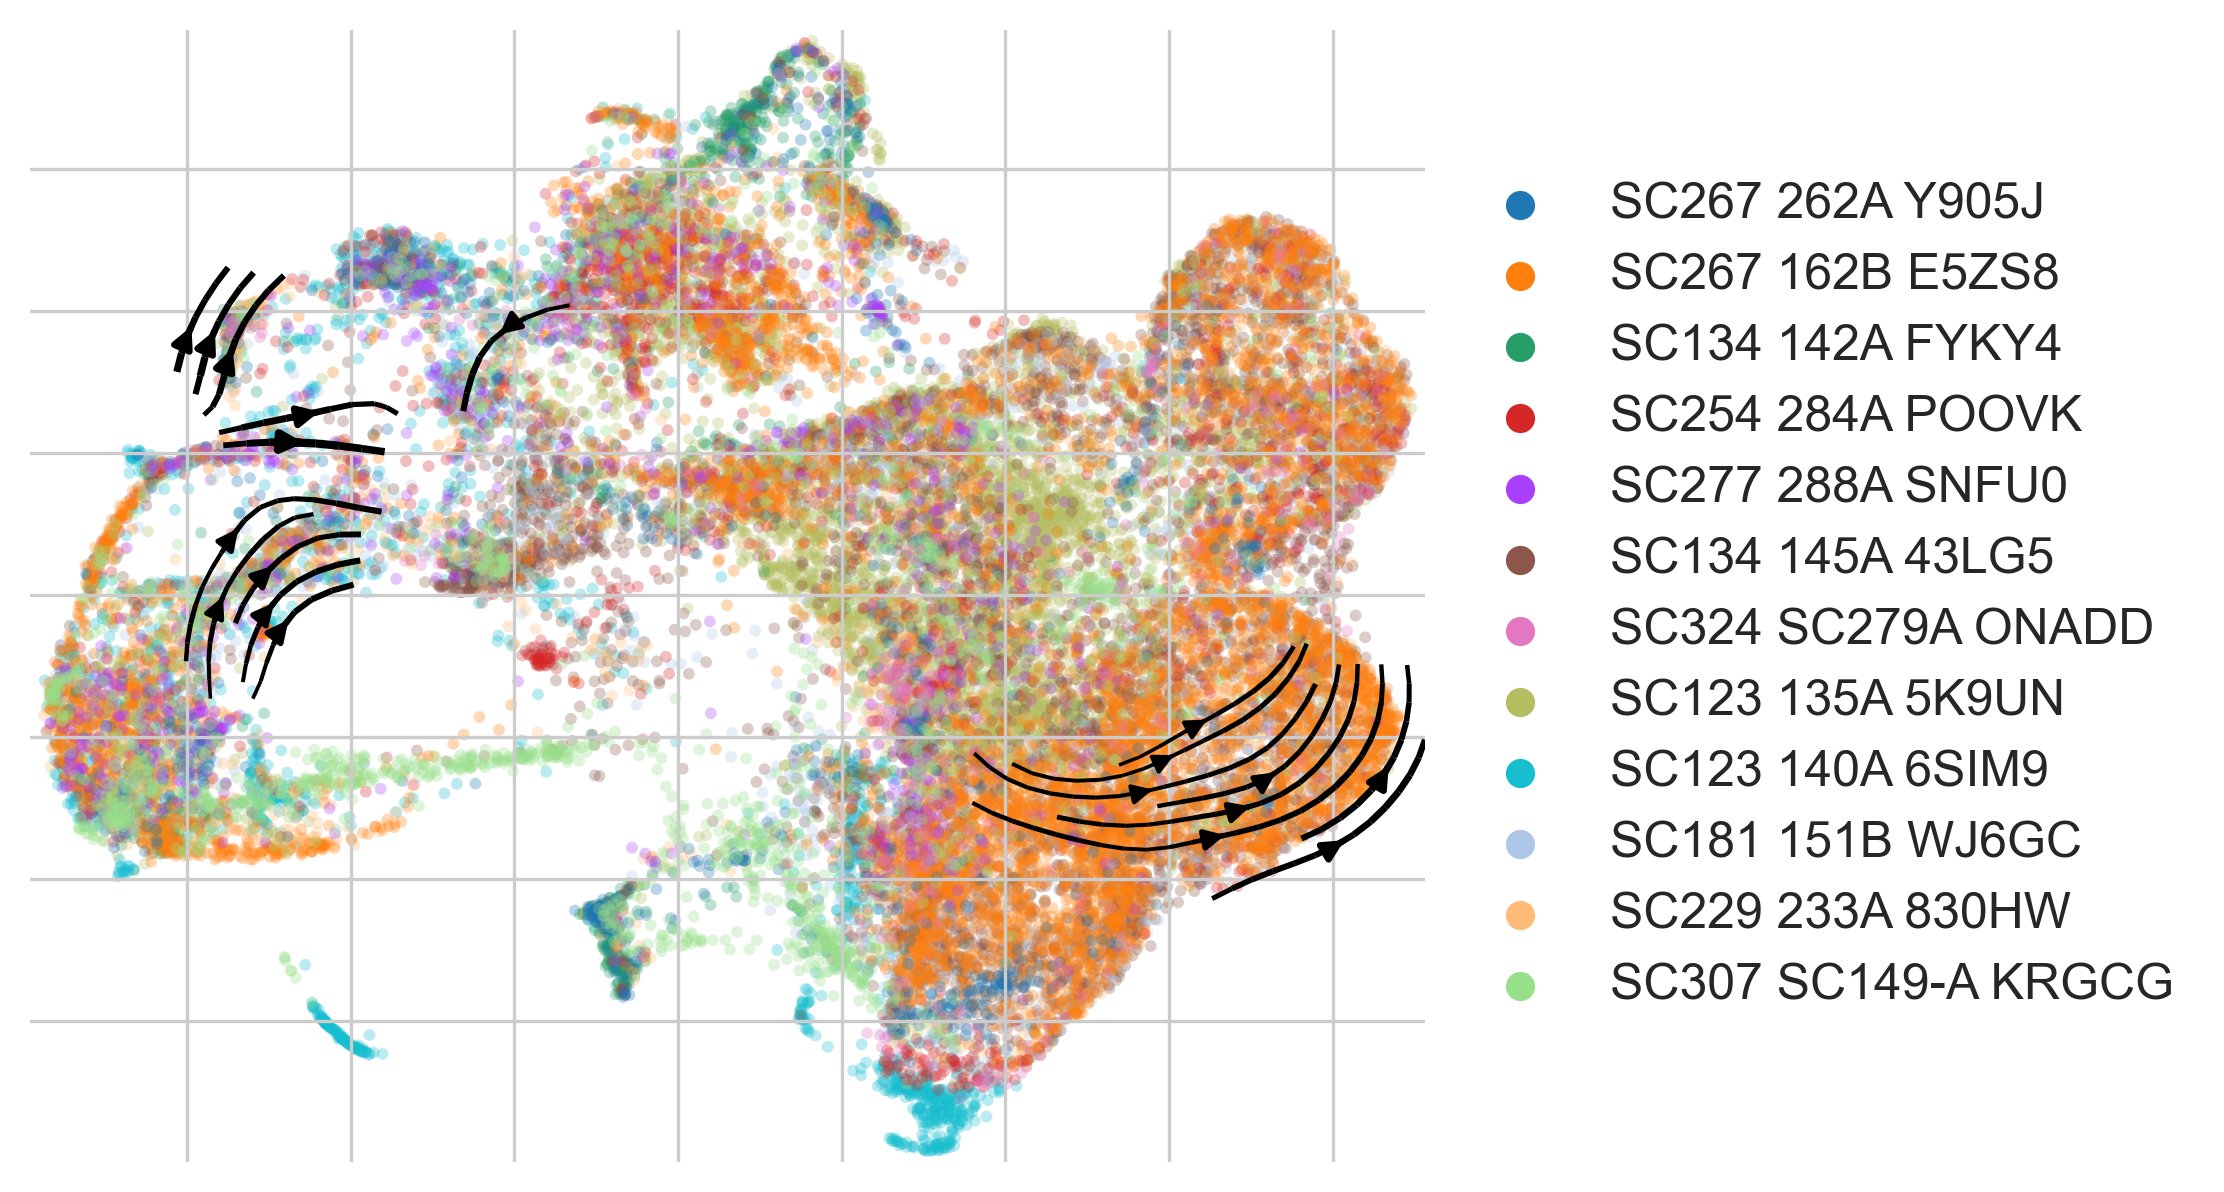 SC267 262A Y905J
SC267 162B E5ZS8
SC134 142A FYKY4
SC254 284A POOVK
SC277 288A SNFU0
SC134 145A 43LG5
SC324 SC279A ONADD
SC123 135A 5K9UN
SC123 140A 6SIM9
SC181 151B WJ6GC
SC229 233A 830HW
SC307 SC149-A KRGCG